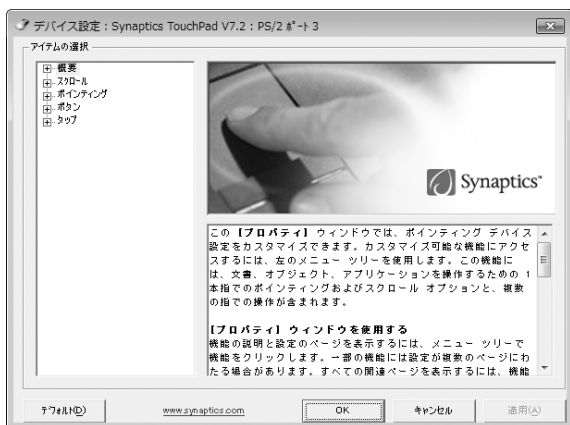 デバイス設定 : Synaptics TouchPad V7.2 : PS/2 ﾎﾟｰﾄ 3
アイテムの選択
概要
ｽｸﾛｰﾙ
ポインティング
ボタン
タップ
Synaptics™
この【プロパティ】ウィンドウでは、ポインティング デバイス
設定をカスタマイズできます。カスタマイズ可能な機能にアクセ
スするには、左のメニュー ツリーを使用します。この機能に
は、文書、オブジェクト、アプリケーションを操作するための 1
本指でのポインティングおよびスクロール オプションと、複数
の指での操作が含まれます。
【プロパティ】ウィンドウを使用する
機能の説明と設定のページを表示するには、メニュー ツリーで
機能をクリックします。一部の機能には設定が複数のページにわ
たる場合があります。すべての関連ページを表示するには、機能
ﾃﾞﾌｫﾙﾄ(D)
www.synaptics.com
OK
キャンセル
適用(A)